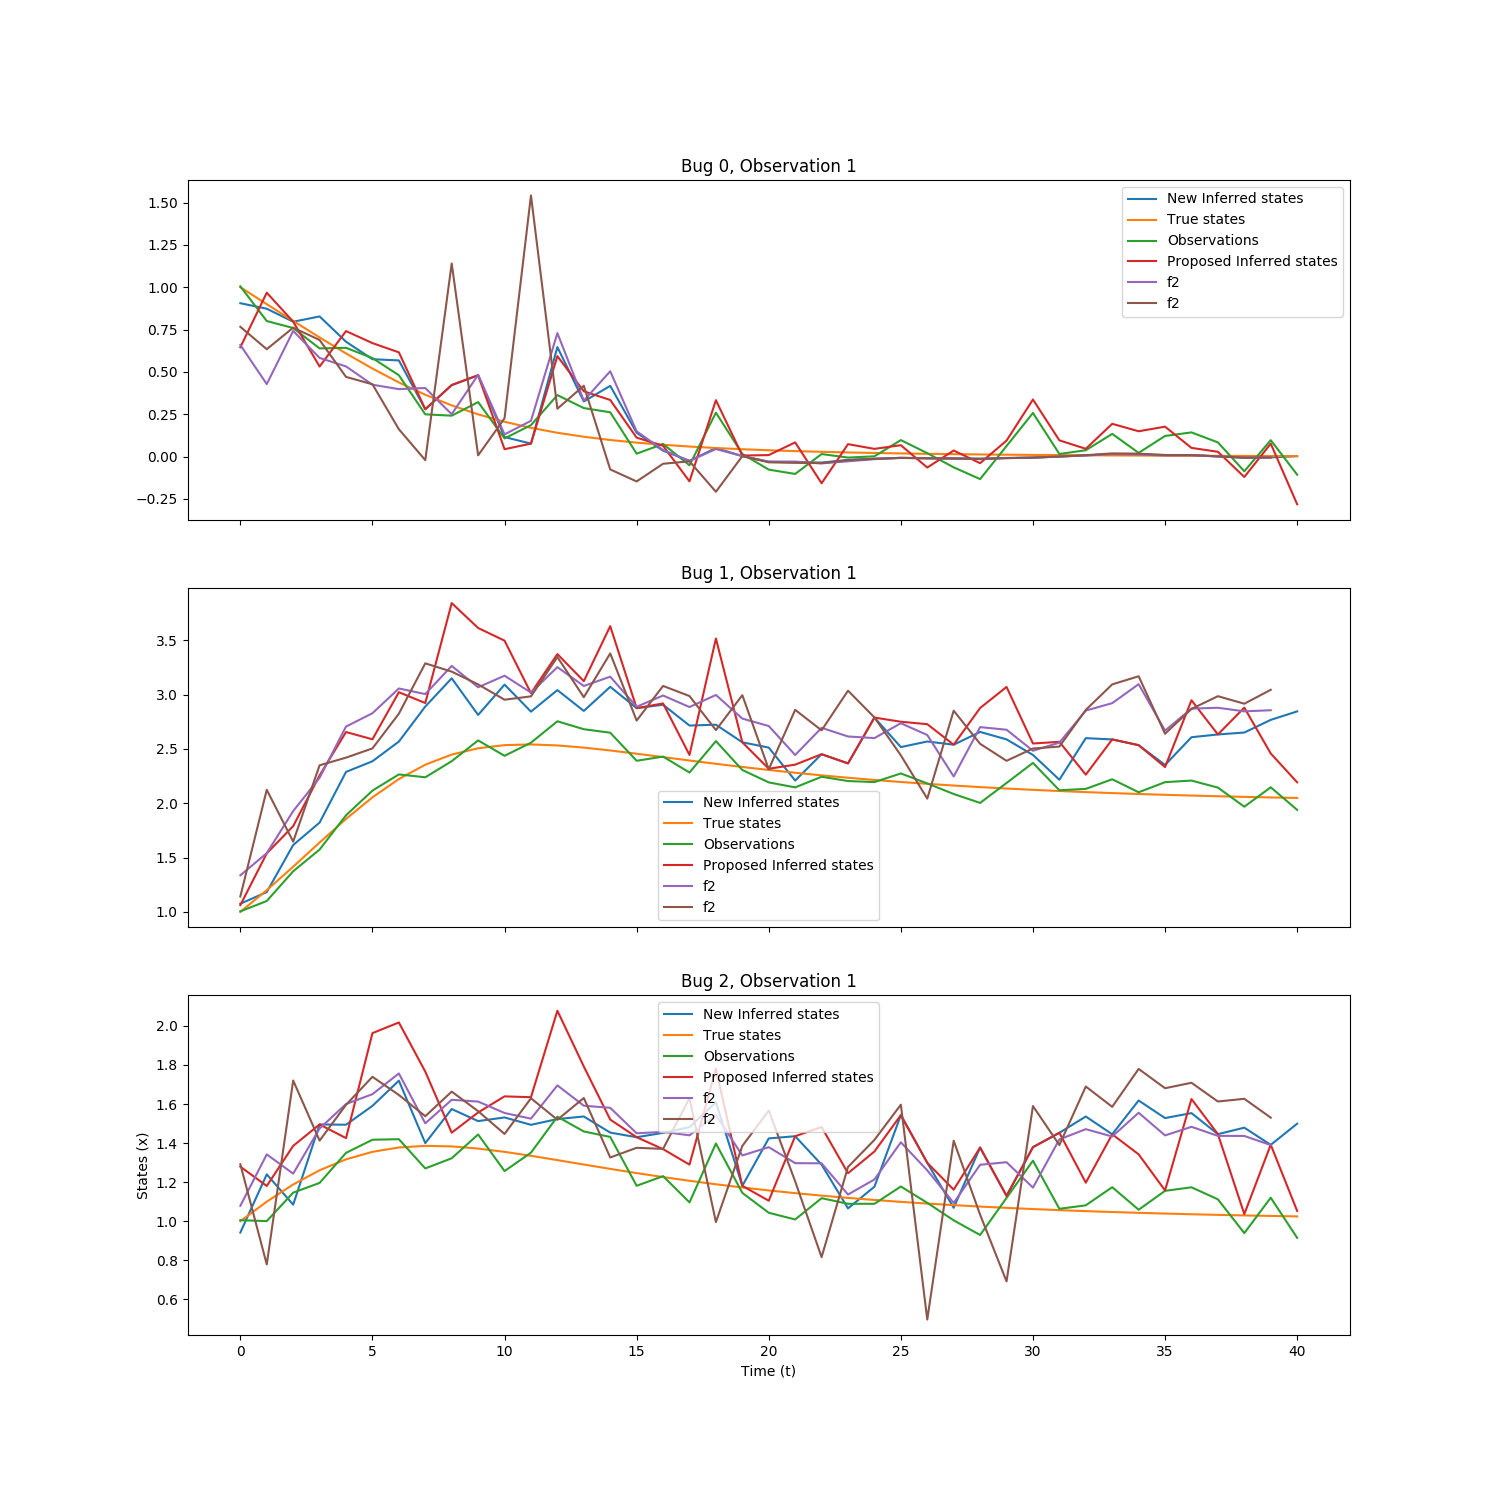 Bug 0, Observation 1
1.50
1.25
1.00
0.75
0.50
0.25
0.00
−0.25
New Inferred states
True states
Observations
Proposed Inferred states
f2
f2
Bug 1, Observation 1
3.5
3.0
2.5
2.0
1.5
1.0
New Inferred states
True states
Observations
Proposed Inferred states
f2
f2
Bug 2, Observation 1
States (x)
2.0
1.8
1.6
1.4
1.2
1.0
0.8
0.6
New Inferred states
True states
Observations
Proposed Inferred states
f2
f2
0 5 10 15 20 25 30 35 40
Time (t)